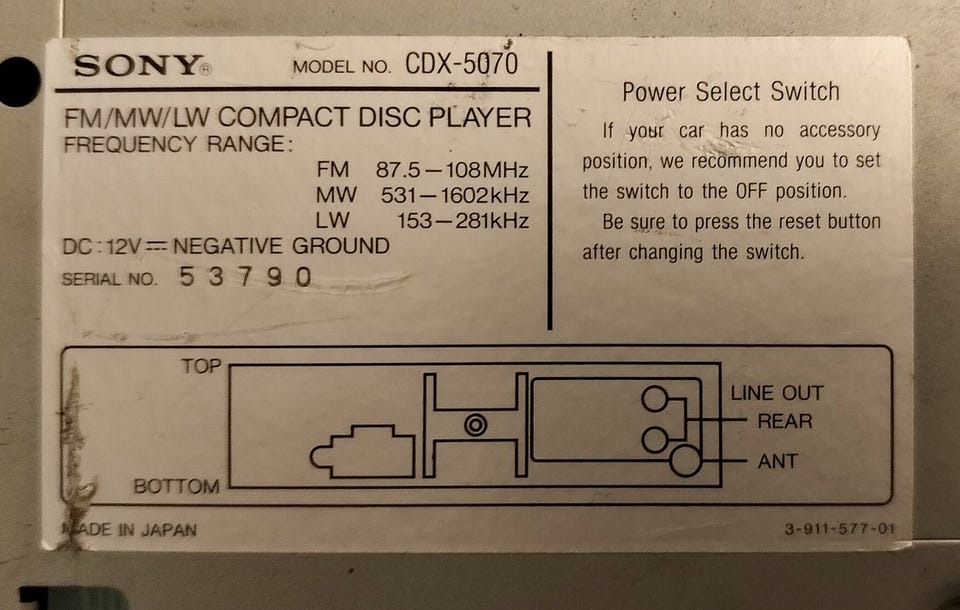 SONY® MODEL NO. CDX-5070
FM/MW/LW COMPACT DISC PLAYER
FREQUENCY RANGE:
FM 87.5–108MHz
MW 531–1602kHz
LW 153–281kHz
DC:12V⎓NEGATIVE GROUND
SERIAL NO. 53790
Power Select Switch
If your car has no accessory
position, we recommend you to set
the switch to the OFF position.
Be sure to press the reset button
after changing the switch.
TOP
BOTTOM
LINE OUT
REAR
ANT
MADE IN JAPAN
3-911-577-01